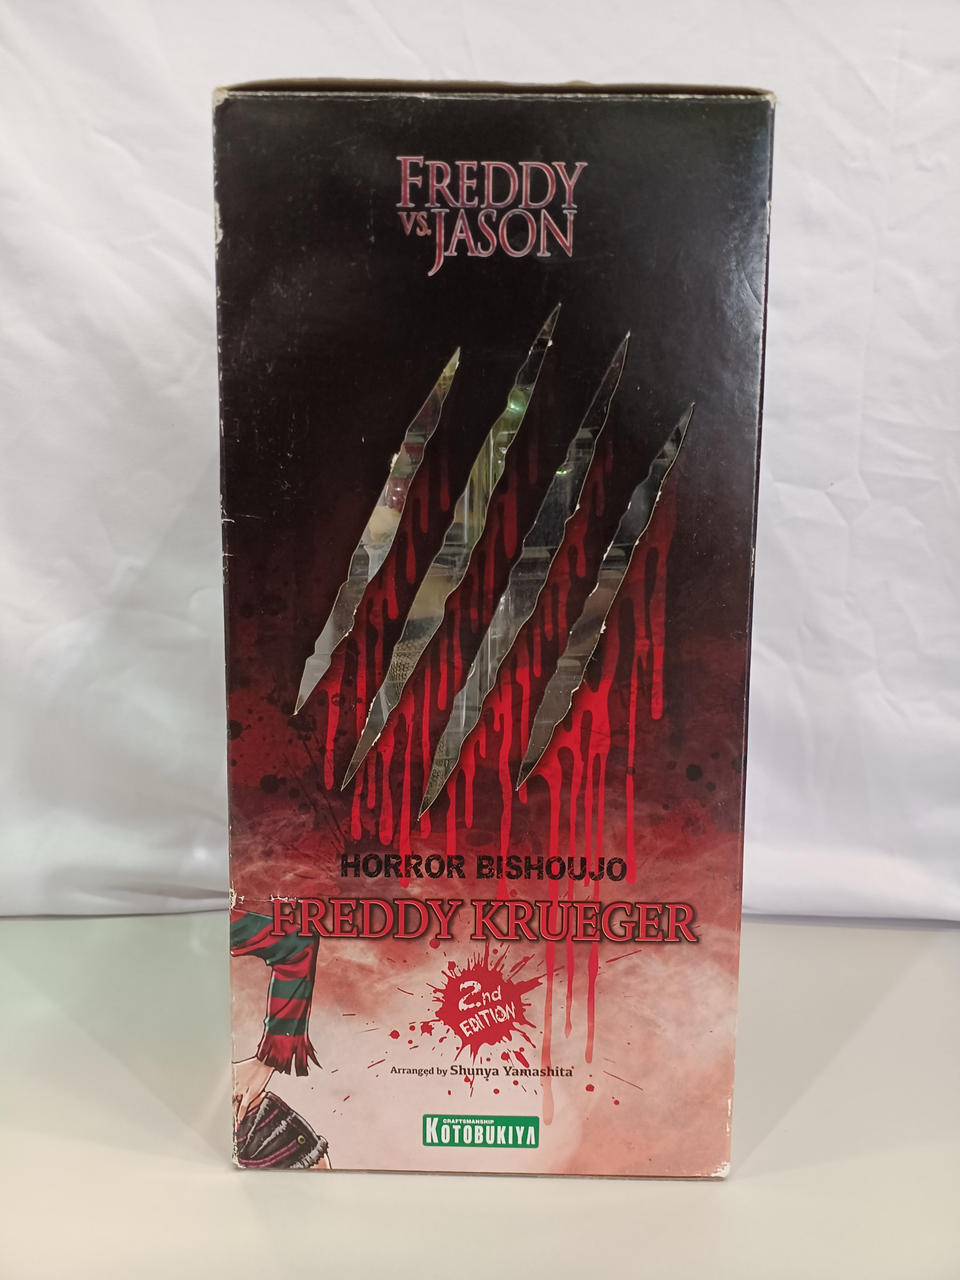 FREDDY
VS. JASON
HORROR BISHOUJO
FREDDY KRUEGER
2nd
EDITION
Arranged by Shunya Yamashita
CRAFTSMANSHIP
KOTOBUKIYA